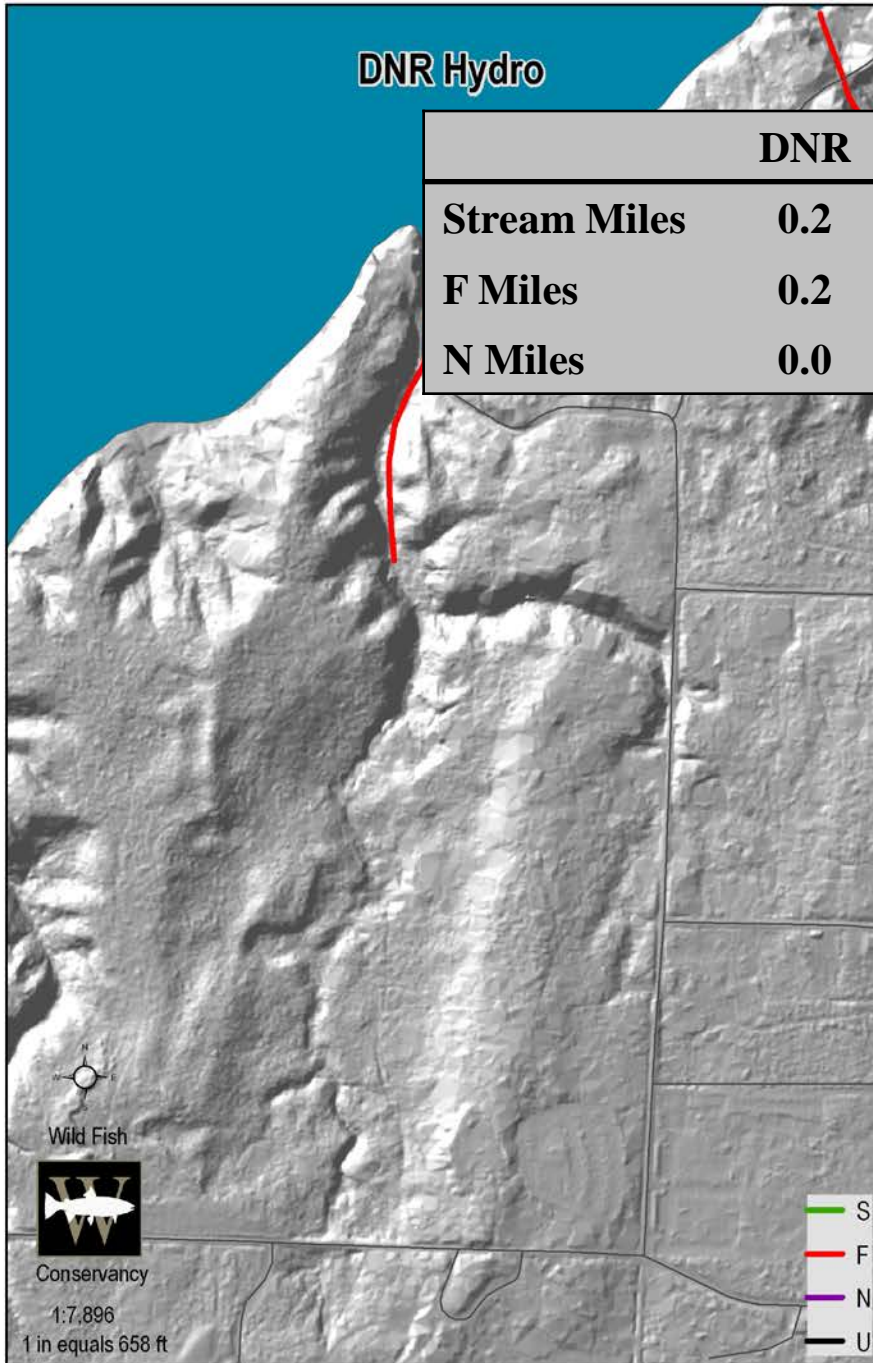 DNR Hydro
DNR
Stream Miles 0.2
F Miles 0.2
N Miles 0.0
N
W E
S
Wild Fish
W
Conservancy
1:7,896
1 in equals 658 ft
S
F
N
U